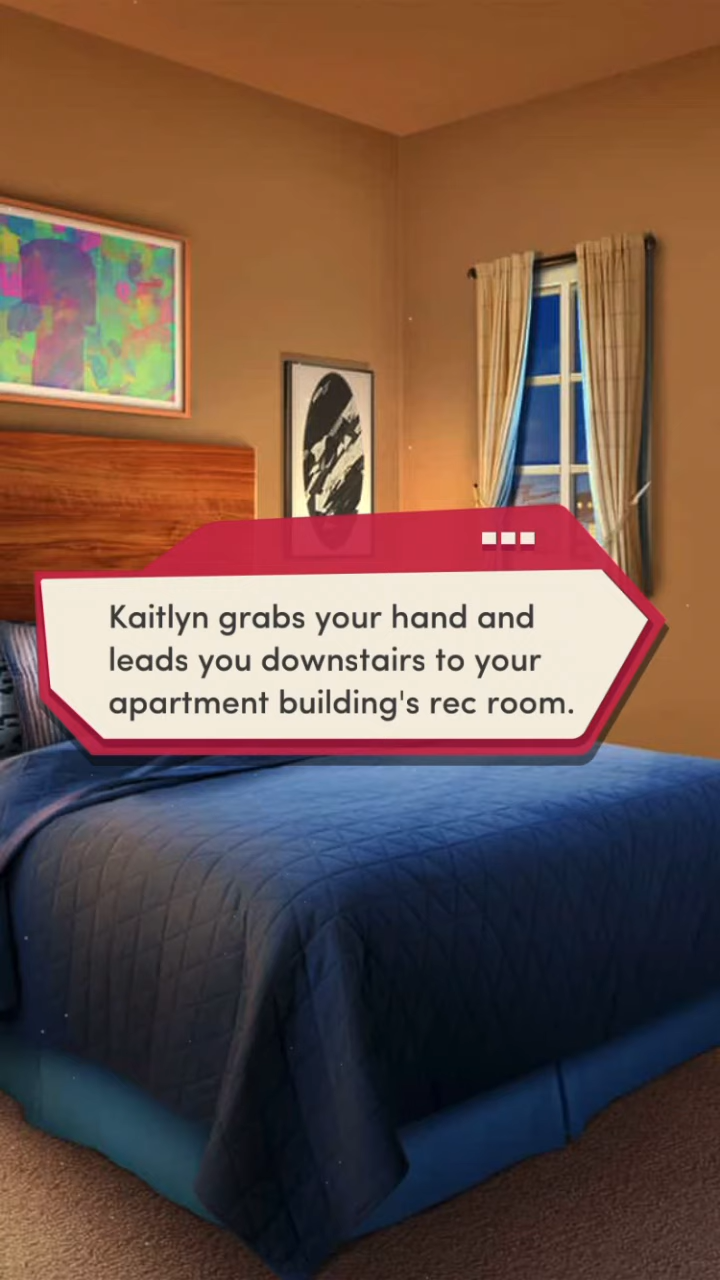 Kaitlyn grabs your hand and
leads you downstairs to your
apartment building's rec room.